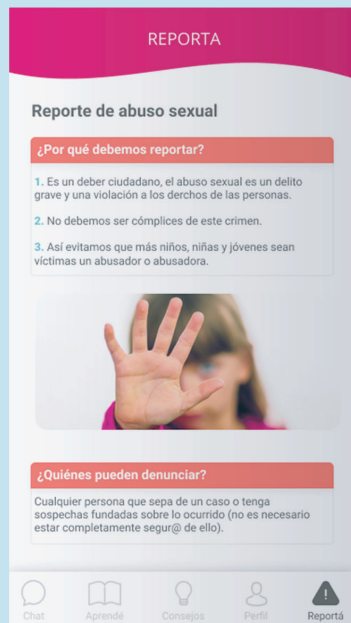 REPORTA
Reporte de abuso sexual
¿Por qué debemos reportar?
1. Es un deber ciudadano, el abuso sexual es un delito
grave y una violación a los derchos de las personas.
2. No debemos ser cómplices de este crimen.
3. Así evitamos que más niños, niñas y jóvenes sean
víctimas un abusador o abusadora.
¿Quiénes pueden denunciar?
Cualquier persona que sepa de un caso o tenga
sospechas fundadas sobre lo ocurrido (no es necesario
estar completamente segur@ de ello).
Chat Aprendé Consejos Perfil Reportá